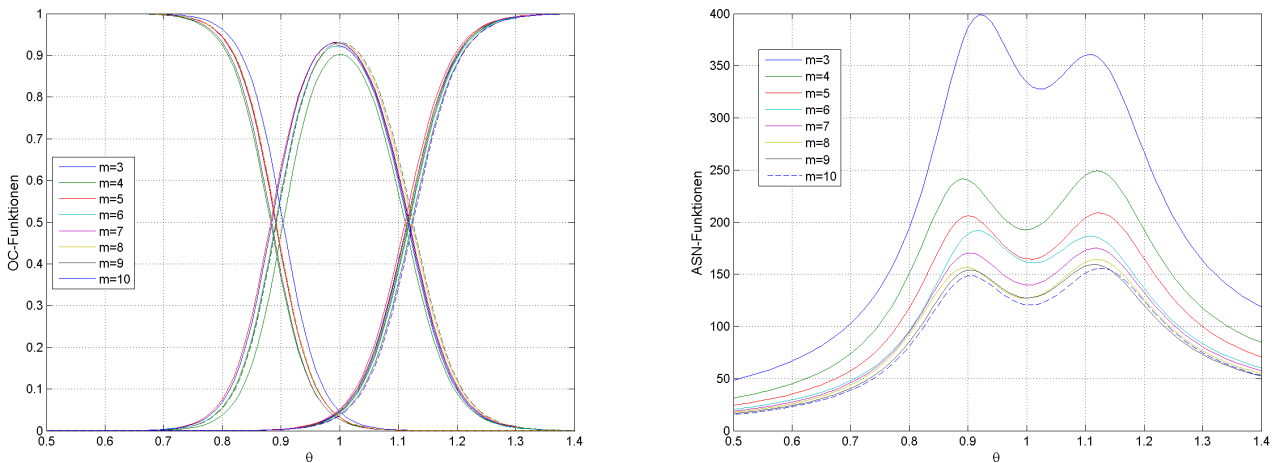 OC-Funktionen
1
0.9
0.8
0.7
0.6
0.5
0.4
0.3
0.2
0.1
0
m=3
m=4
m=5
m=6
m=7
m=8
m=9
m=10
0.5 0.6 0.7 0.8 0.9 1 1.1 1.2 1.3 1.4
θ
ASN-Funktionen
400
350
300
250
200
150
100
50
0
m=3
m=4
m=5
m=6
m=7
m=8
m=9
m=10
0.5 0.6 0.7 0.8 0.9 1 1.1 1.2 1.3 1.4
θ